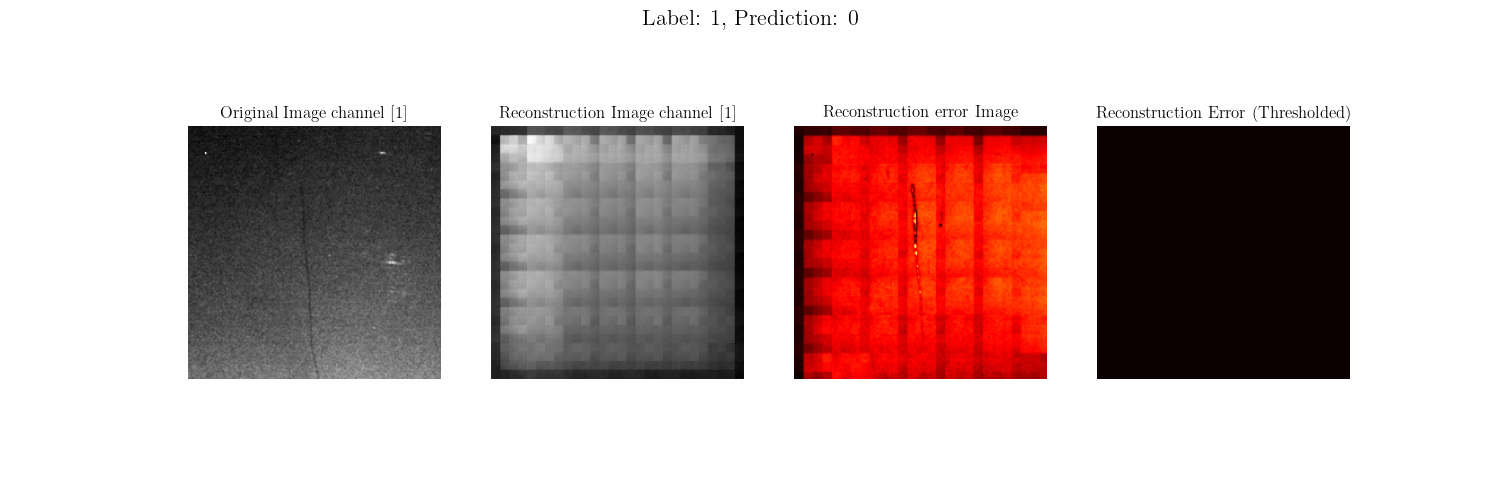 Label: 1, Prediction: 0
Original Image channel [1]
Reconstruction Image channel [1]
Reconstruction error Image
Reconstruction Error (Thresholded)